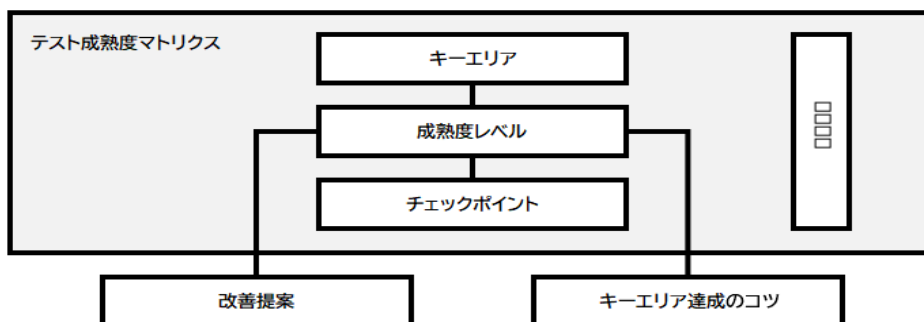 テスト成熟度マトリクス
キーエリア
成熟度レベル
チェックポイント
改善提案
キーエリア達成のコツ